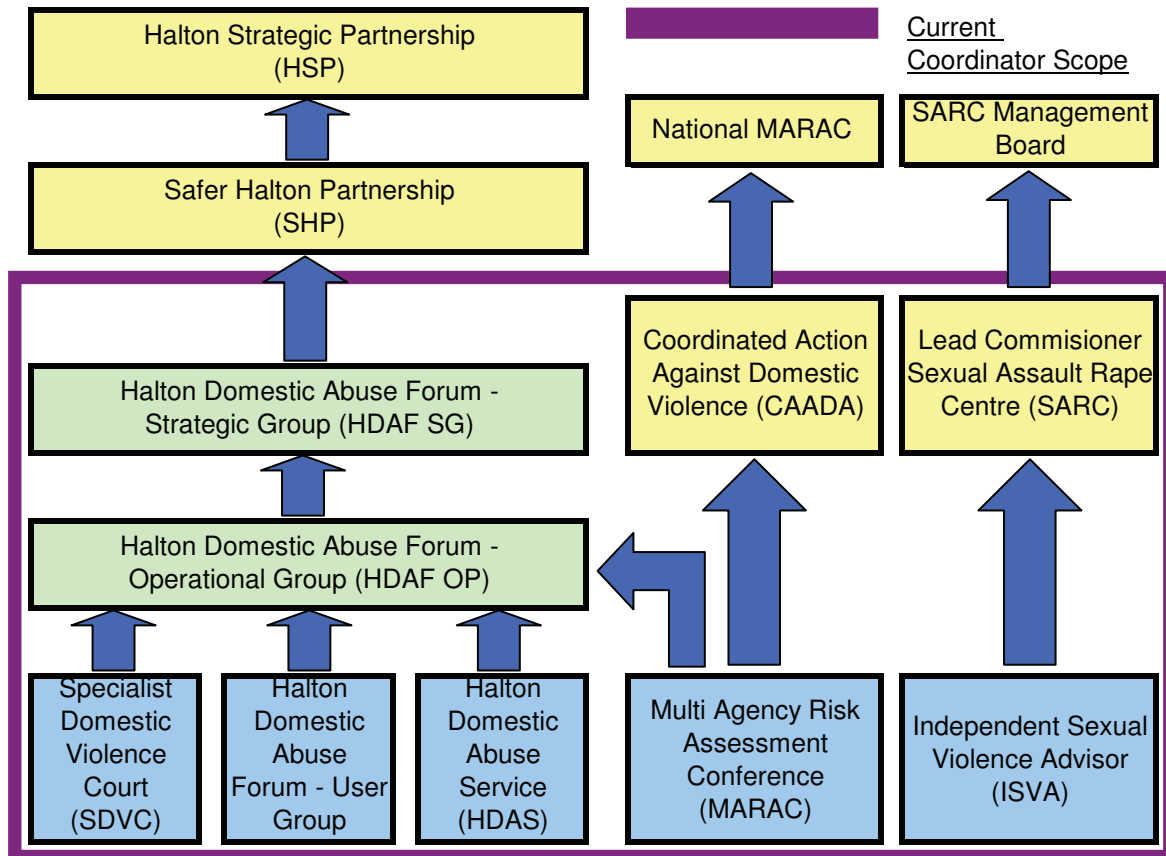 Halton Strategic Partnership
(HSP)
Current
Coordinator Scope
National MARAC
SARC Management
Board
Safer Halton Partnership
(SHP)
Coordinated Action
Against Domestic
Violence (CAADA)
Lead Commisioner
Sexual Assault Rape
Centre (SARC)
Halton Domestic Abuse Forum -
Strategic Group (HDAF SG)
Halton Domestic Abuse Forum -
Operational Group (HDAF OP)
Specialist
Domestic
Violence
Court
(SDVC)
Halton
Domestic
Abuse
Forum - User
Group
Halton
Domestic
Abuse
Service
(HDAS)
Multi Agency Risk
Assessment
Conference
(MARAC)
Independent Sexual
Violence Advisor
(ISVA)